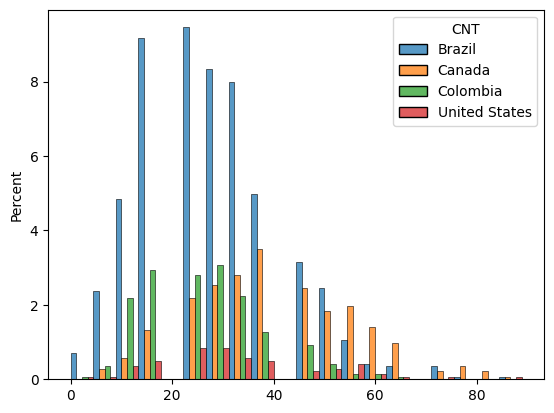 CNT
Brazil
Canada
Colombia
United States
Percent
8
6
4
2
0
0 20 40 60 80